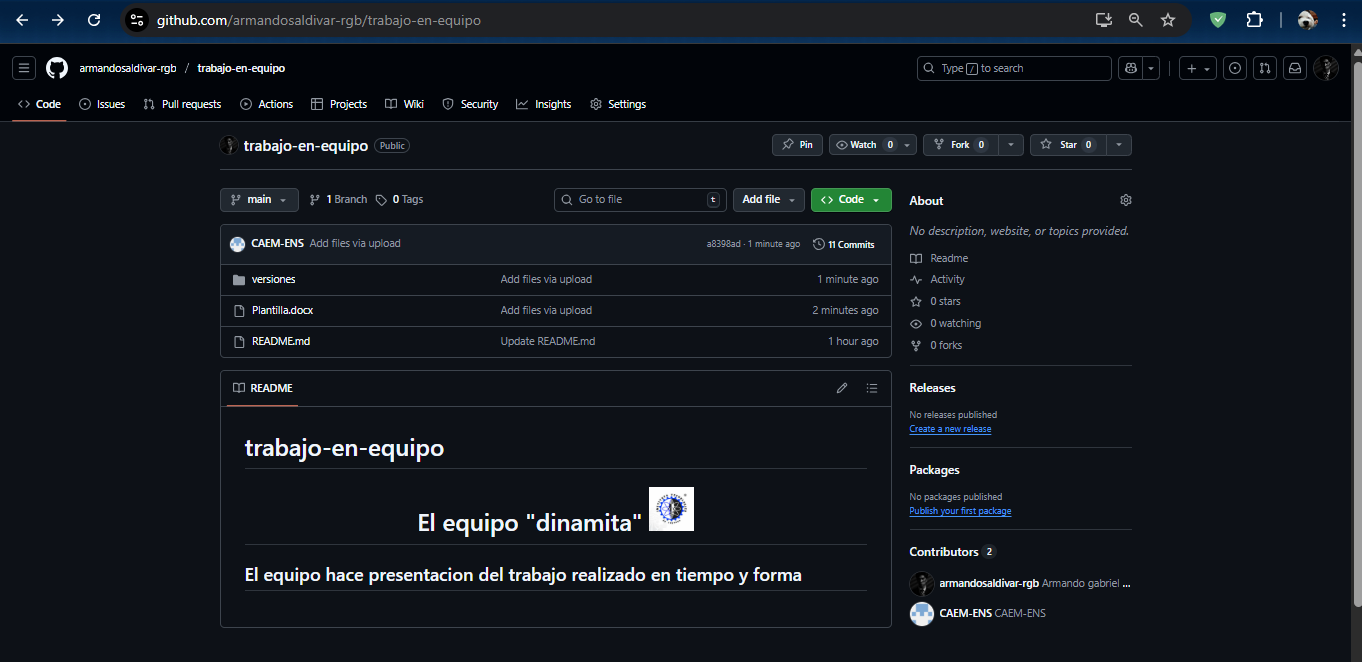 github.com/armandosaldivar-rgb/trabajo-en-equipo
armandosaldivar-rgb / trabajo-en-equipo
Type / to search
Code Issues Pull requests Actions Projects Wiki Security Insights Settings
trabajo-en-equipo Public
Pin Watch 0 Fork 0 Star 0
main 1 Branch 0 Tags Go to file t Add file Code
CAEM-ENS Add files via upload a8398ad · 1 minute ago 11 Commits
versiones Add files via upload 1 minute ago
Plantilla.docx Add files via upload 2 minutes ago
README.md Update README.md 1 hour ago
README
trabajo-en-equipo
El equipo "dinamita"
El equipo hace presentacion del trabajo realizado en tiempo y forma
About
No description, website, or topics provided.
Readme
Activity
0 stars
0 watching
0 forks
Releases
No releases published
Create a new release
Packages
No packages published
Publish your first package
Contributors 2
armandosaldivar-rgb Armando gabriel ...
CAEM-ENS CAEM-ENS